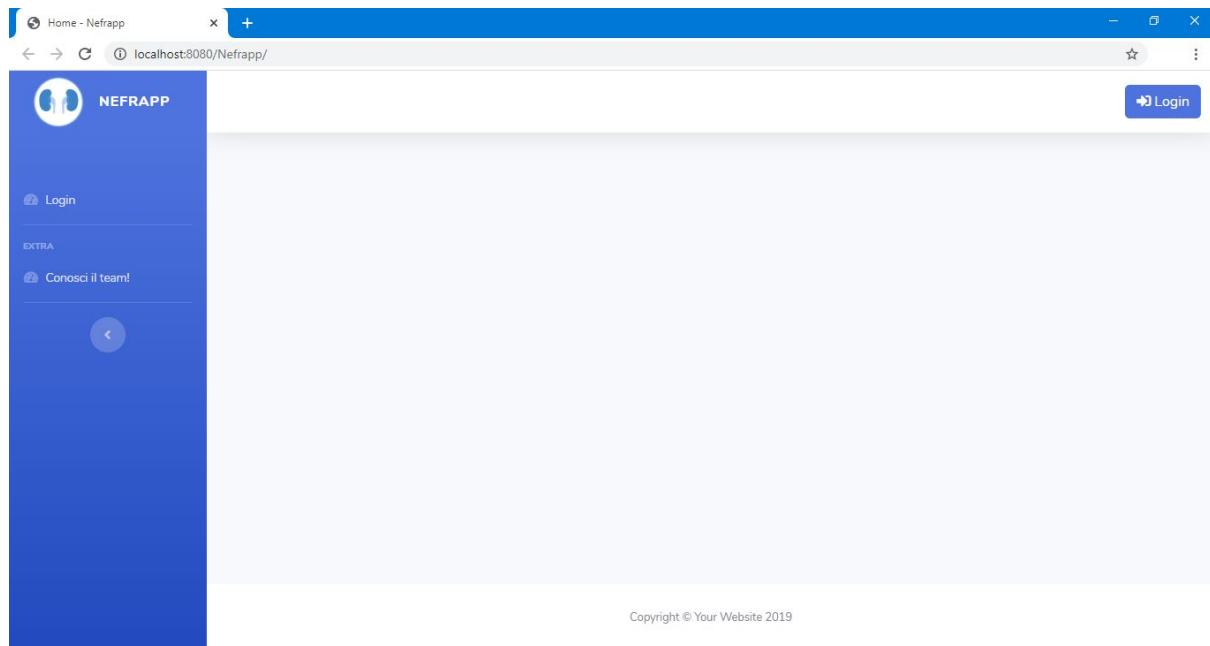 Home - Nefrapp
localhost:8080/Nefrapp/
NEFRAPP
Login
Login
EXTRA
Conosci il team!
Copyright © Your Website 2019